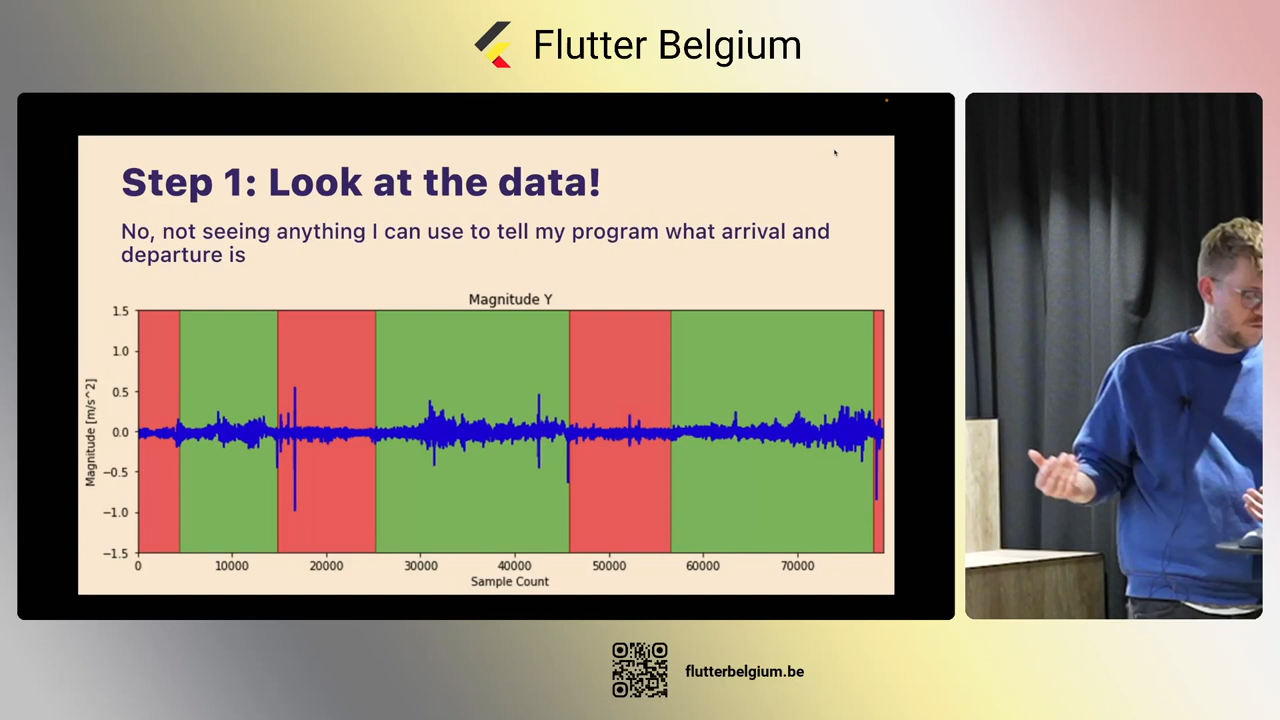 Flutter Belgium
Step 1: Look at the data!
No, not seeing anything I can use to tell my program what arrival and
departure is
Magnitude Y
Magnitude [m/s^2]
1.5
1.0
0.5
0.0
−0.5
−1.0
−1.5
0 10000 20000 30000 40000 50000 60000 70000
Sample Count
flutterbelgium.be